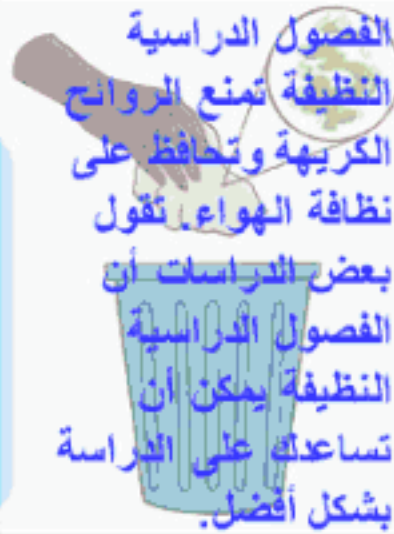 الفصول الدراسية
النظيفة تمنع الروائح
الكريهة وتحافظ على
نظافة الهواء. تقول
بعض الدراسات أن
الفصول الدراسية
النظيفة يمكن أن
تساعدك على الدراسة
بشكل أفضل.